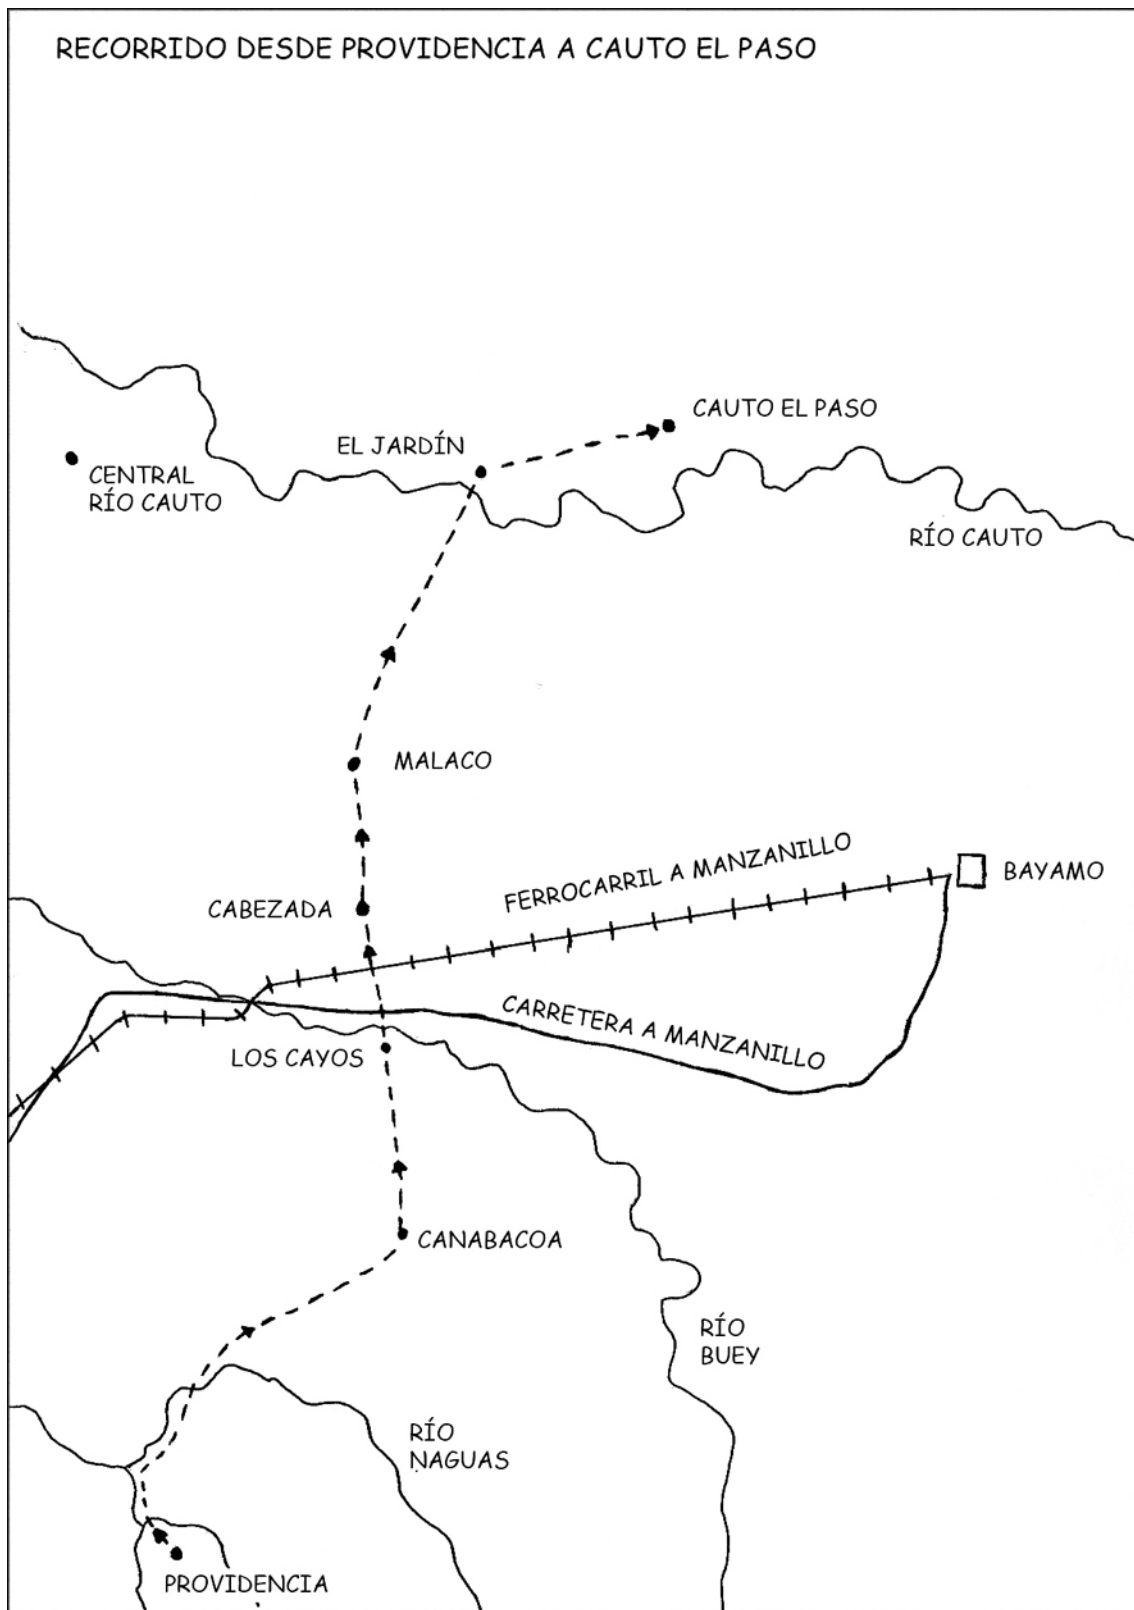 RECORRIDO DESDE PROVIDENCIA A CAUTO EL PASO
CAUTO EL PASO
EL JARDÍN
CENTRAL
RÍO CAUTO
RÍO CAUTO
MALACO
FERROCARRIL A MANZANILLO
BAYAMO
CABEZADA
CARRETERA A MANZANILLO
LOS CAYOS
CANABACOA
RÍO
BUEY
RÍO
NAGUAS
PROVIDENCIA